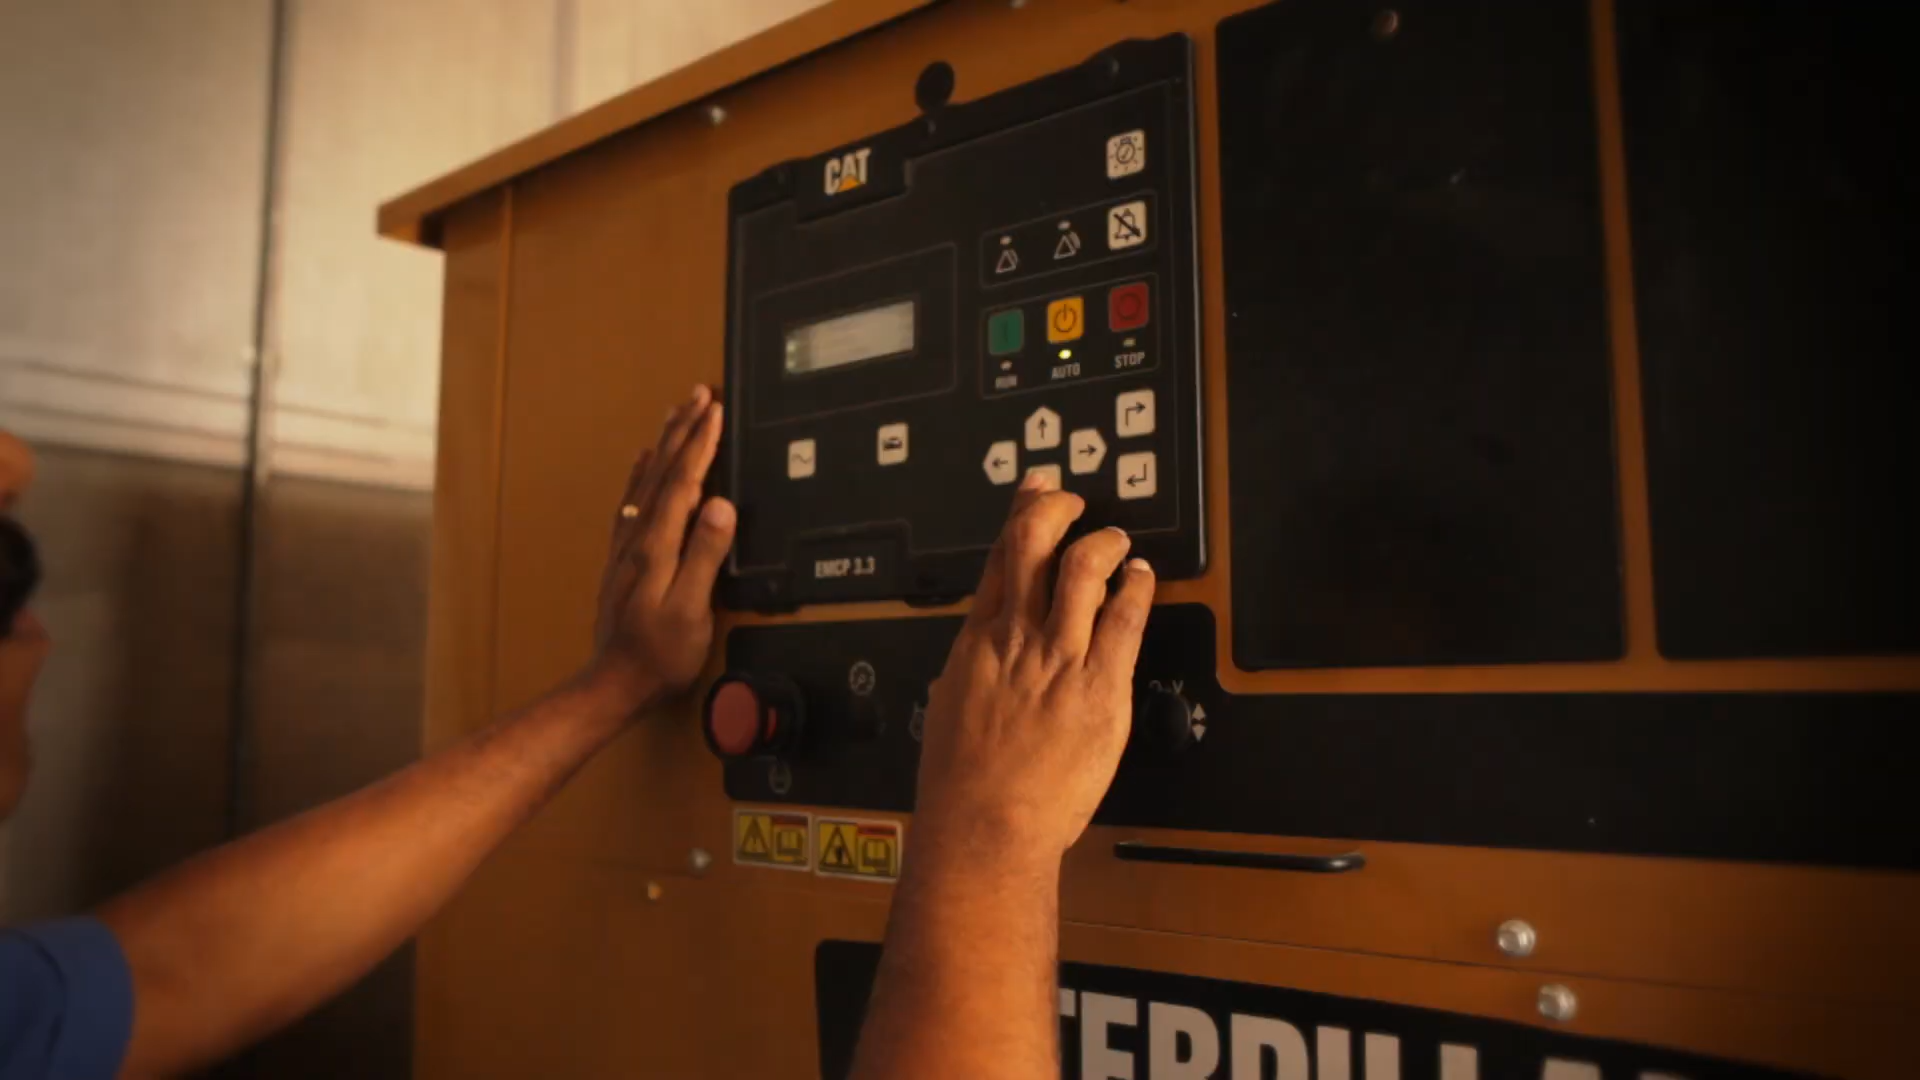 CAT
RUN
AUTO
STOP
EMCP 3.3
V
TERPILLA